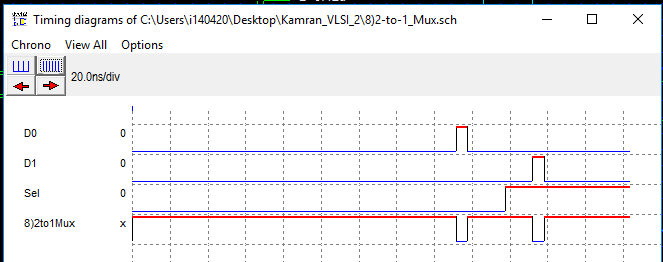 Timing diagrams of C:\Users\i140420\Desktop\Kamran_VLSI_2\8)2-to-1_Mux.sch
Chrono View All Options
20.0ns/div
D0 0
D1 0
Sel 0
8)2to1Mux x